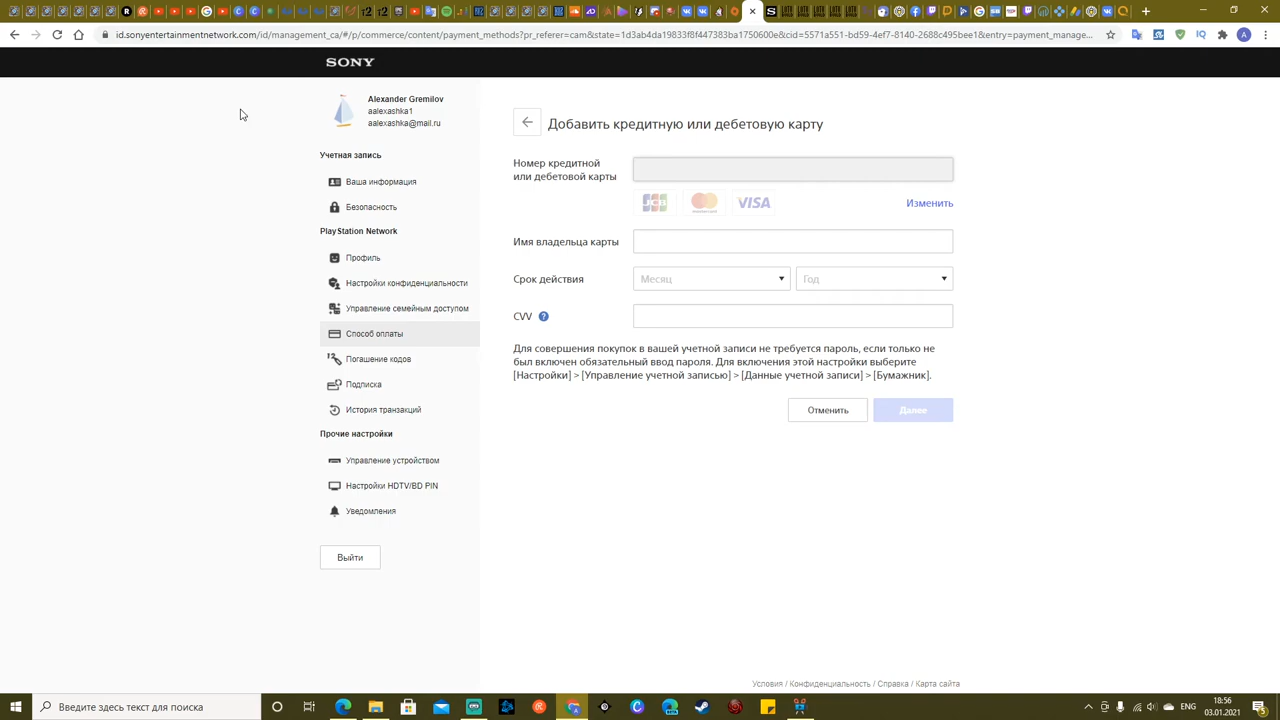 id.sonyentertainmentnetwork.com/id/management_ca/#/p/commerce/content/payment_methods?pr_referer=cam&state=1d3ab4da19833f8f447383ba1750600e&cid=5571a551-bd59-4ef7-8140-2688c495bee1&entry=payment_manage...
SONY
Alexander Gremilov
aalexashka1
aalexashka@mail.ru
Учетная запись
Ваша информация
Безопасность
PlayStation Network
Профиль
Настройки конфиденциальности
Управление семейным доступом
Способ оплаты
Погашение кодов
Подписка
История транзакций
Прочие настройки
Управление устройством
Настройки HDTV/BD PIN
Уведомления
Выйти
Добавить кредитную или дебетовую карту
Номер кредитной
или дебетовой карты
JCB VISA
Изменить
Имя владельца карты
Срок действия Месяц Год
CVV ?
Для совершения покупок в вашей учетной записи не требуется пароль, если только не
был включен обязательный ввод пароля. Для включения этой настройки выберите
[Настройки] > [Управление учетной записью] > [Данные учетной записи] > [Бумажник].
Отменить Далее
Условия / Конфиденциальность / Справка / Карта сайта
Введите здесь текст для поиска
ENG
18:56
03.01.2021